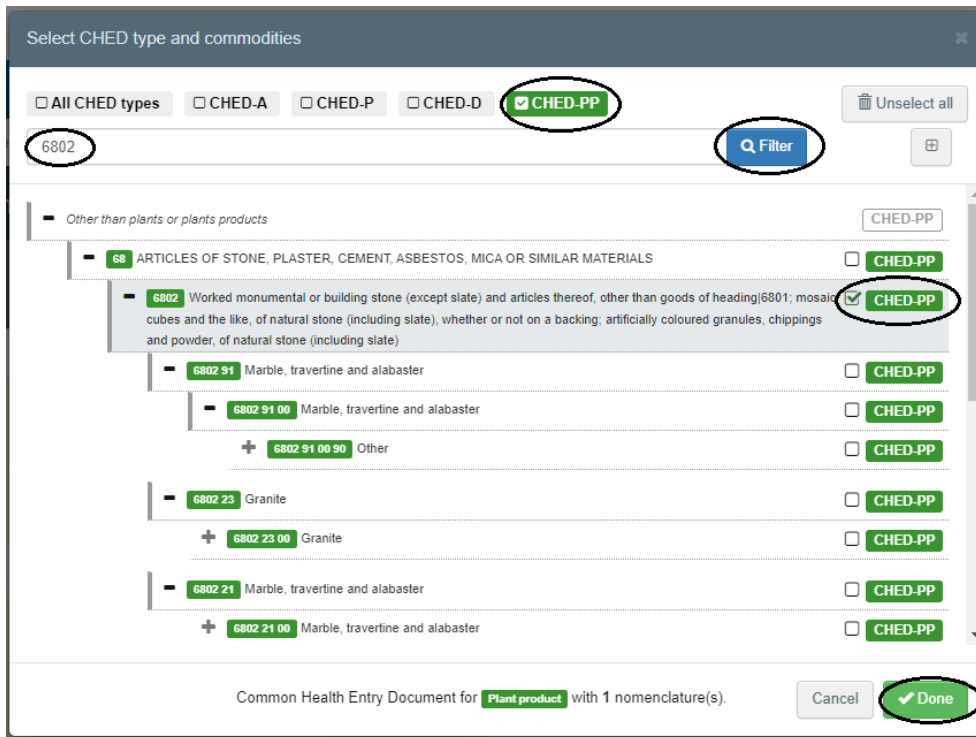 Select CHED type and commodities
All CHED types CHED-A CHED-P CHED-D CHED-PP Unselect all
6802 Filter
Other than plants or plants products CHED-PP
68 ARTICLES OF STONE, PLASTER, CEMENT, ASBESTOS, MICA OR SIMILAR MATERIALS CHED-PP
6802 Worked monumental or building stone (except slate) and articles thereof, other than goods of heading|6801; mosaic CHED-PP
cubes and the like, of natural stone (including slate), whether or not on a backing; artificially coloured granules, chippings
and powder, of natural stone (including slate)
6802 91 Marble, travertine and alabaster CHED-PP
6802 91 00 Marble, travertine and alabaster CHED-PP
6802 91 00 90 Other CHED-PP
6802 23 Granite CHED-PP
6802 23 00 Granite CHED-PP
6802 21 Marble, travertine and alabaster CHED-PP
6802 21 00 Marble, travertine and alabaster CHED-PP
Common Health Entry Document for Plant product with 1 nomenclature(s). Cancel Done